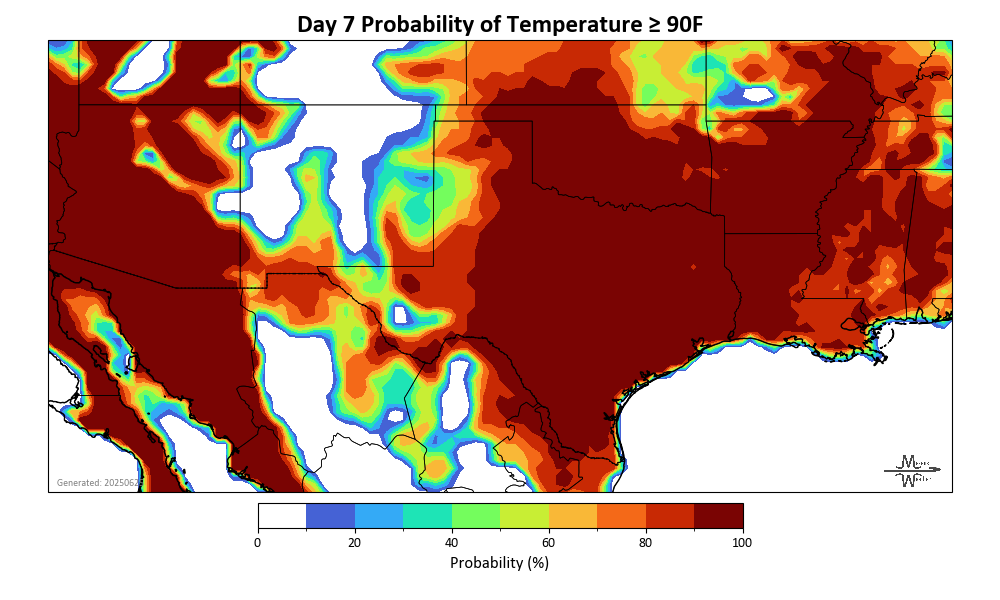 Day 7 Probability of Temperature ≥ 90F
Generated: 2025062
0 20 40 60 80 100
Probability (%)